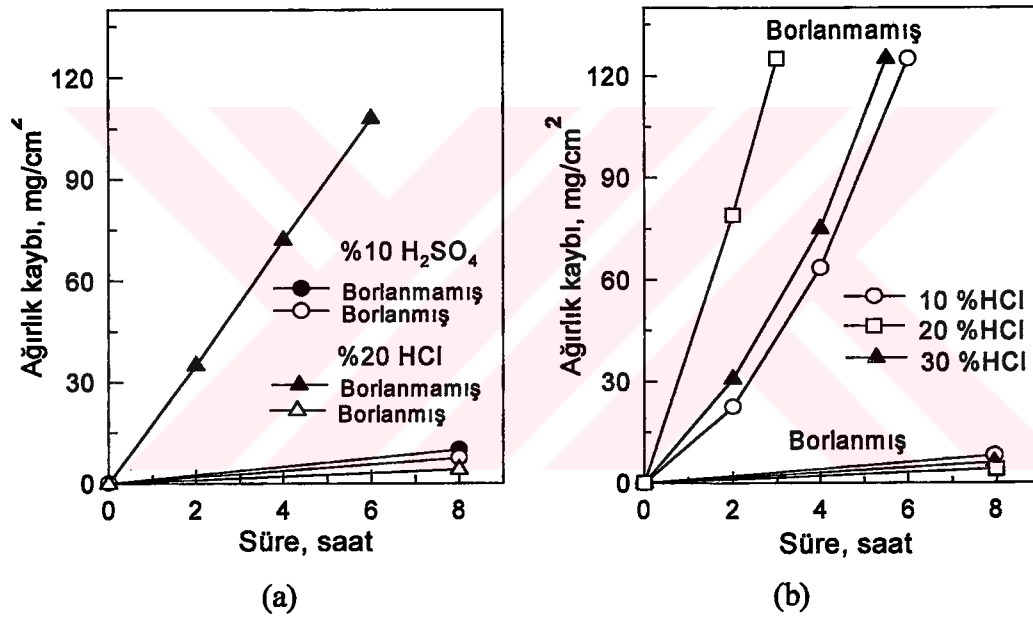 Ağırlık kaybı, mg/cm²
120
90
60
30
0
0 2 4 6 8
Süre, saat
%10 H₂SO₄
Borlanmamış
Borlanmış
%20 HCl
Borlanmamış
Borlanmış
(a)
Ağırlık kaybı, mg/cm²
120
90
60
30
0
0 2 4 6 8
Süre, saat
Borlanmamış
10 %HCl
20 %HCl
30 %HCl
Borlanmış
(b)